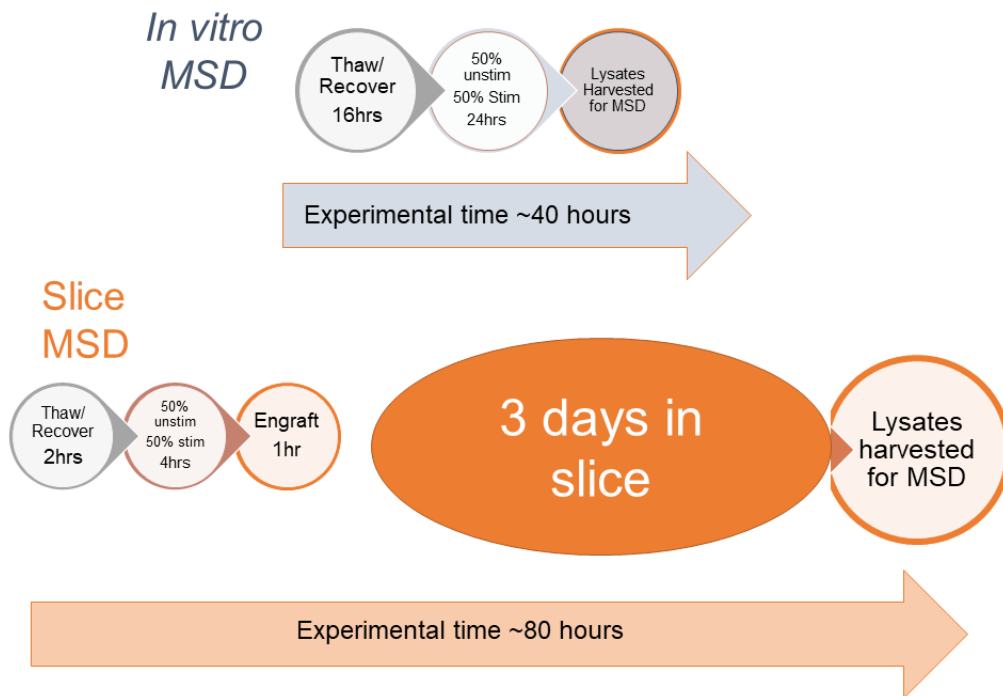 In vitro
MSD
Thaw/
Recover
16hrs
50%
unstim
50% Stim
24hrs
Lysates
Harvested
for MSD
Experimental time ~40 hours
Slice
MSD
Thaw/
Recover
2hrs
50%
unstim
50% stim
4hrs
Engraft
1hr
3 days in
slice
Lysates
harvested
for MSD
Experimental time ~80 hours